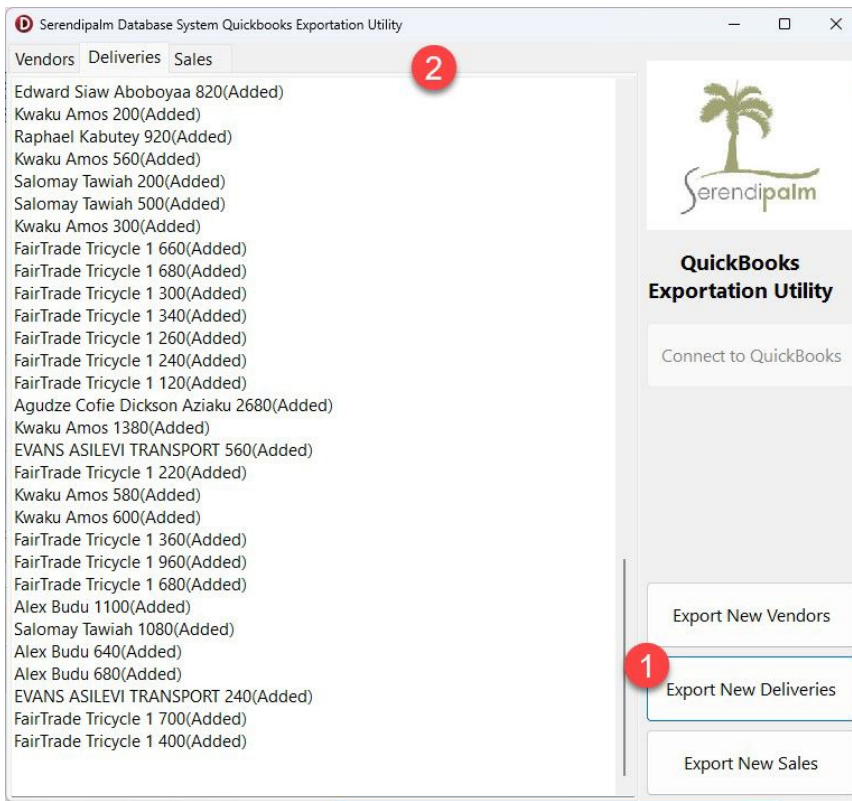 Serendipalm Database System Quickbooks Exportation Utility
Vendors Deliveries Sales
2
Edward Siaw Aboboyaa 820(Added)
Kwaku Amos 200(Added)
Raphael Kabutey 920(Added)
Kwaku Amos 560(Added)
Salomay Tawiah 200(Added)
Salomay Tawiah 500(Added)
Kwaku Amos 300(Added)
FairTrade Tricycle 1 660(Added)
FairTrade Tricycle 1 680(Added)
FairTrade Tricycle 1 300(Added)
FairTrade Tricycle 1 340(Added)
FairTrade Tricycle 1 260(Added)
FairTrade Tricycle 1 240(Added)
FairTrade Tricycle 1 120(Added)
Agudze Cofie Dickson Aziaku 2680(Added)
Kwaku Amos 1380(Added)
EVANS ASILEVI TRANSPORT 560(Added)
FairTrade Tricycle 1 220(Added)
Kwaku Amos 580(Added)
Kwaku Amos 600(Added)
FairTrade Tricycle 1 360(Added)
FairTrade Tricycle 1 960(Added)
FairTrade Tricycle 1 680(Added)
Alex Budu 1100(Added)
Salomay Tawiah 1080(Added)
Alex Budu 640(Added)
Alex Budu 680(Added)
EVANS ASILEVI TRANSPORT 240(Added)
FairTrade Tricycle 1 700(Added)
FairTrade Tricycle 1 400(Added)
Serendipalm
QuickBooks
Exportation Utility
Connect to QuickBooks
Export New Vendors
1
Export New Deliveries
Export New Sales